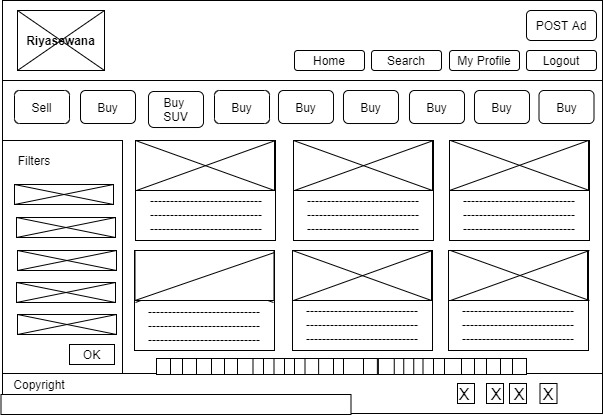 POST Ad
Riyasewana
Home Search My Profile Logout
Sell Buy Buy SUV Buy Buy Buy Buy Buy Buy
Filters
OK
Copyright
X X X X